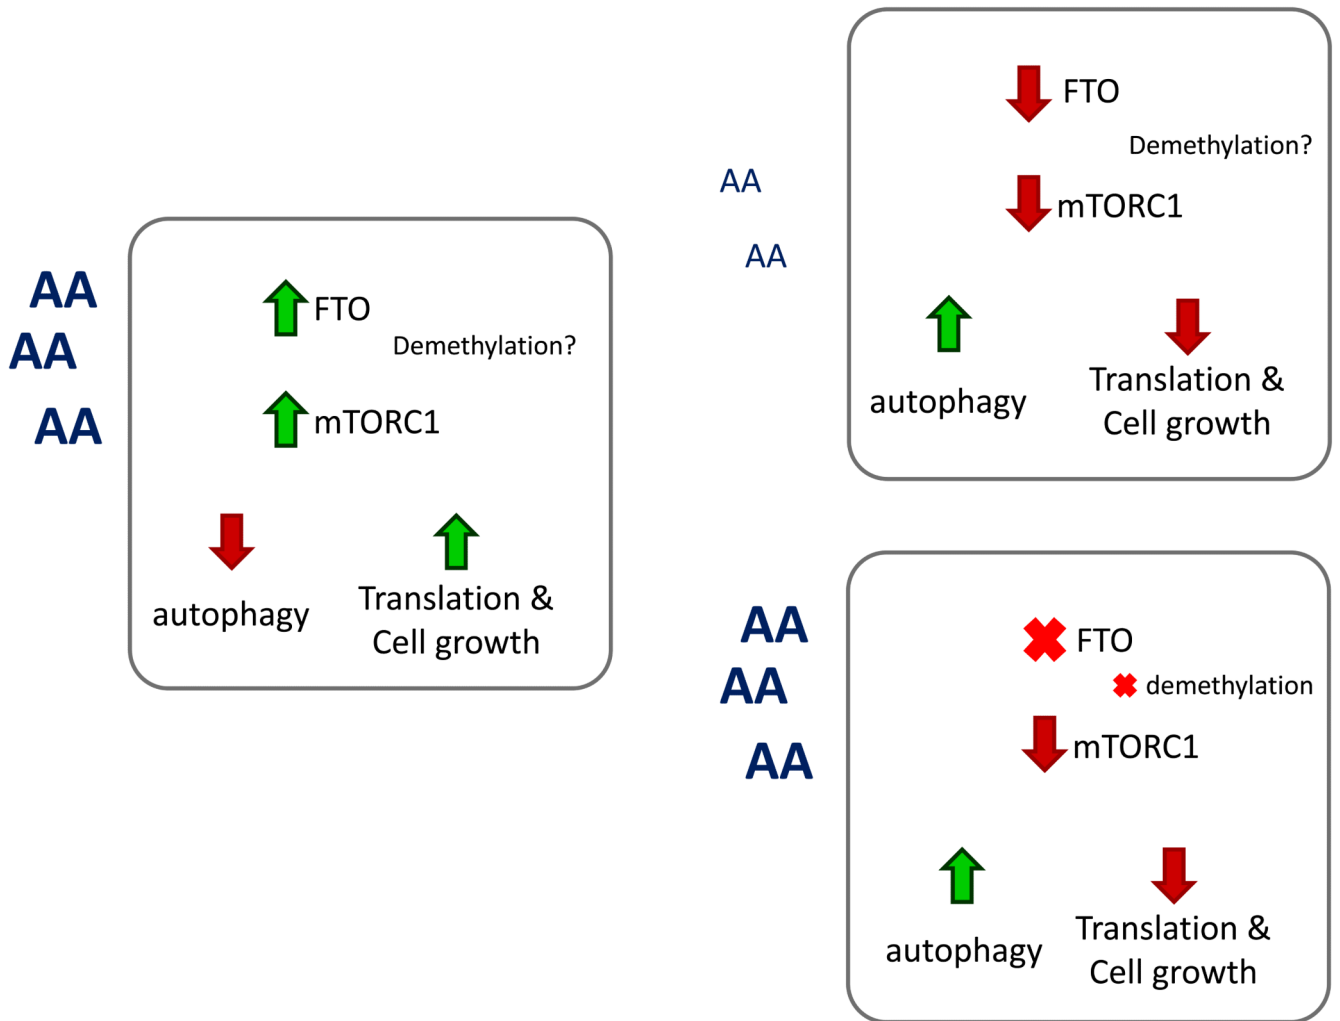 AA
AA
AA
FTO
Demethylation?
mTORC1
autophagy
Translation &
Cell growth
AA
AA
FTO
Demethylation?
mTORC1
autophagy
Translation &
Cell growth
AA
AA
AA
FTO
demethylation
mTORC1
autophagy
Translation &
Cell growth